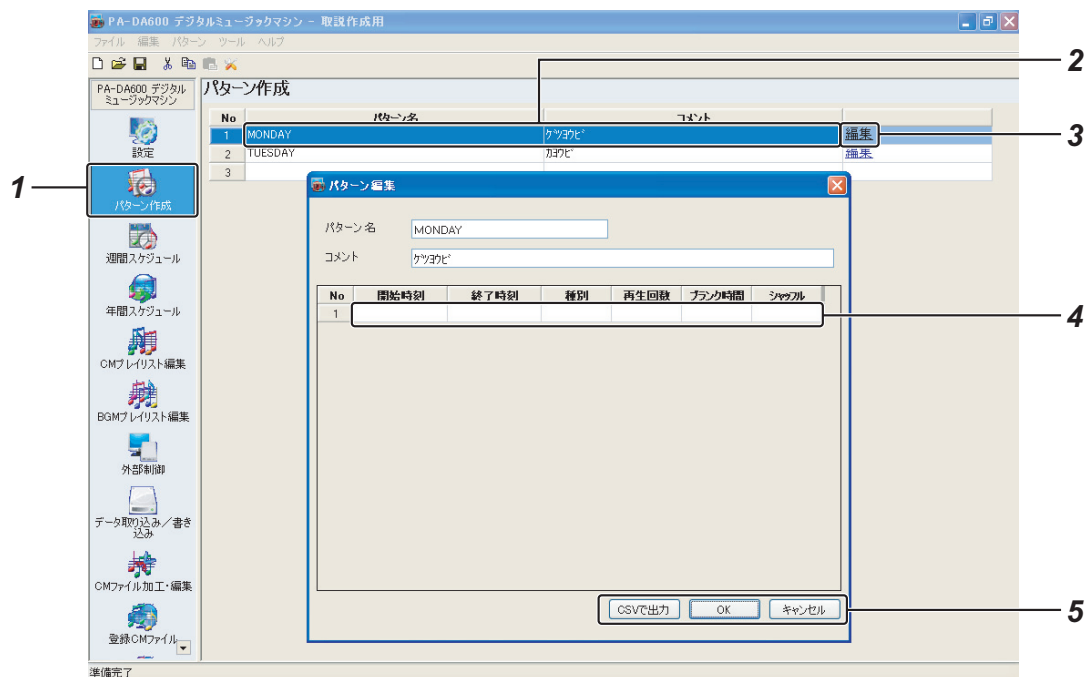 PA-DA600 デジタルミュージックマシン - 取説作成用
ファイル 編集 パターン ツール ヘルプ
PA-DA600 デジタル
ミュージックマシン
パターン作成
No パターン名 コメント
1 MONDAY ゲツヨウビ 編集
2 TUESDAY カヨウビ 編集
3
設定
パターン作成
週間スケジュール
年間スケジュール
CMプレイリスト編集
BGMプレイリスト編集
外部制御
データ取り込み/書き
込み
CMファイル加工・編集
登録CMファイル
パターン編集
パターン名 MONDAY
コメント ゲツヨウビ
No 開始時刻 終了時刻 種別 再生回数 ブランク時間 シャッフル
1
CSVで出力 OK キャンセル
準備完了
1
2
3
4
5